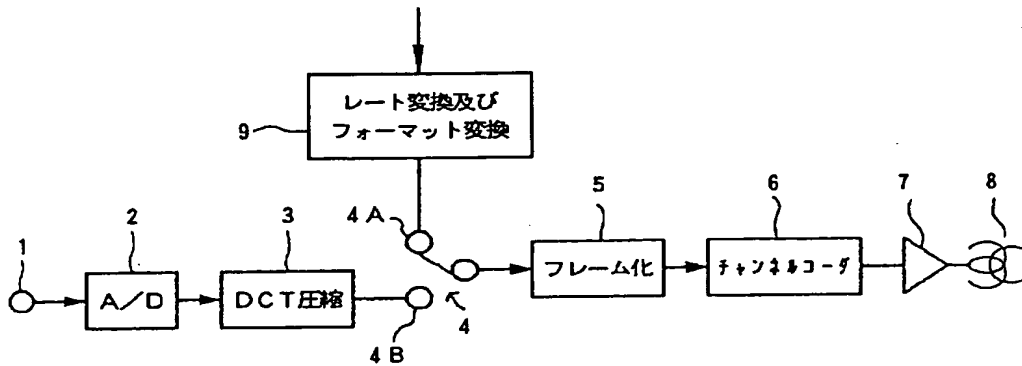 レート変換及び
フォーマット変換
9
4A
5
6
7
8
1
2
3
A／D
DCT圧縮
フレーム化
チャンネルコーダ
4
4B